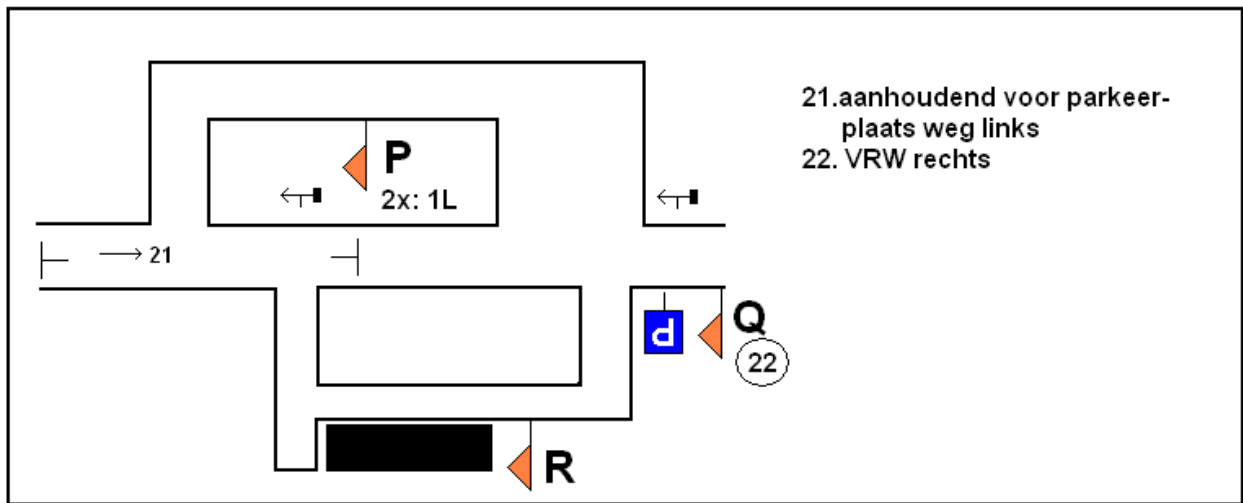 21.aanhoudend voor parkeer-
plaats weg links
22. VRW rechts
P
2x: 1L
21
P
Q
22
R